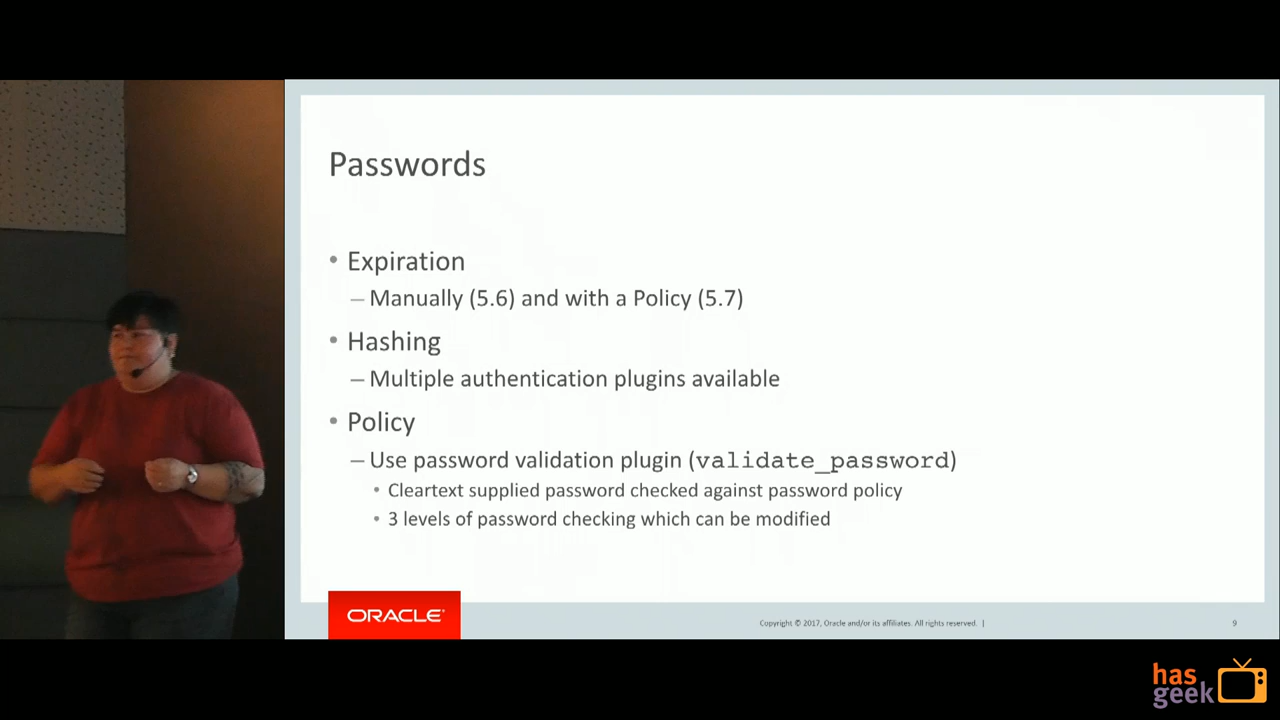 Passwords
• Expiration
– Manually (5.6) and with a Policy (5.7)
• Hashing
– Multiple authentication plugins available
• Policy
– Use password validation plugin (validate_password)
• Cleartext supplied password checked against password policy
• 3 levels of password checking which can be modified
ORACLE®
Copyright © 2017, Oracle and/or its affiliates. All rights reserved. |
9
has
geek